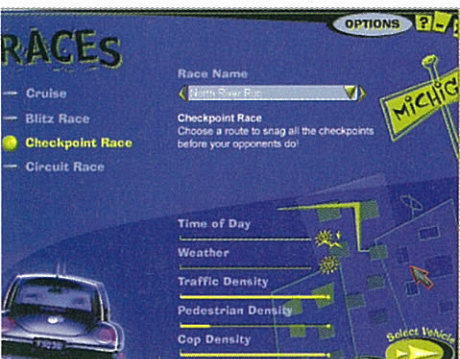 OPTIONS ?
RACES
Race Name
Cruise
North River Run
Blitz Race
Checkpoint Race
Checkpoint Race
Choose a route to snag all the checkpoints
before your opponents do!
Circuit Race
MICHIG
Time of Day
Weather
Traffic Density
Pedestrian Density
Cop Density
Select Vehicle